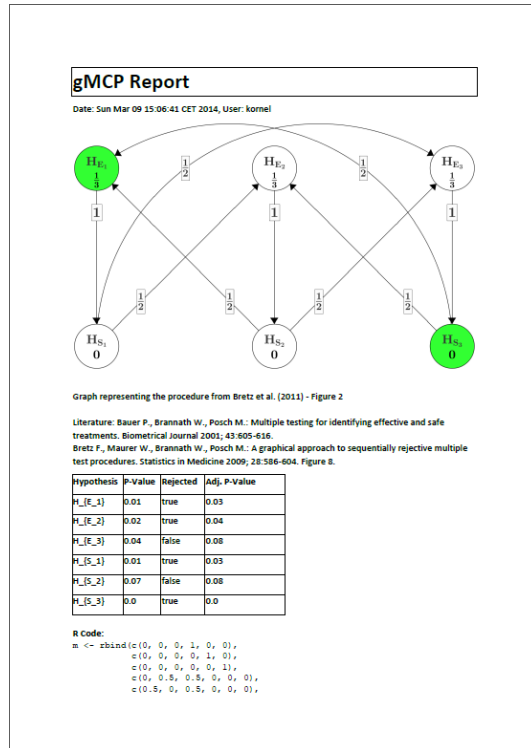 gMCP Report
Date: Sun Mar 09 15:06:41 CET 2014, User: kornel
H_E₁ 1/3
H_E₂ 1/3
H_E₃ 1/3
1/2
1/2
1
1
1
1/2
1/2
1/2
1/2
H_S₁ 0
H_S₂ 0
H_S₃ 0
Graph representing the procedure from Bretz et al. (2011) - Figure 2
Literature: Bauer P., Brannath W., Posch M.: Multiple testing for identifying effective and safe
treatments. Biometrical Journal 2001; 43:605-616.
Bretz F., Maurer W., Brannath W., Posch M.: A graphical approach to sequentially rejective multiple
test procedures. Statistics in Medicine 2009; 28:586-604. Figure 8.
Hypothesis P-Value Rejected Adj. P-Value
H_{E_1} 0.01 true 0.03
H_{E_2} 0.02 true 0.04
H_{E_3} 0.04 false 0.08
H_{S_1} 0.01 true 0.03
H_{S_2} 0.07 false 0.08
H_{S_3} 0.0 true 0.0
R Code:
m <- rbind(c(0, 0, 0, 1, 0, 0),
c(0, 0, 0, 0, 1, 0),
c(0, 0, 0, 0, 0, 1),
c(0, 0.5, 0.5, 0, 0, 0),
c(0.5, 0, 0.5, 0, 0, 0),